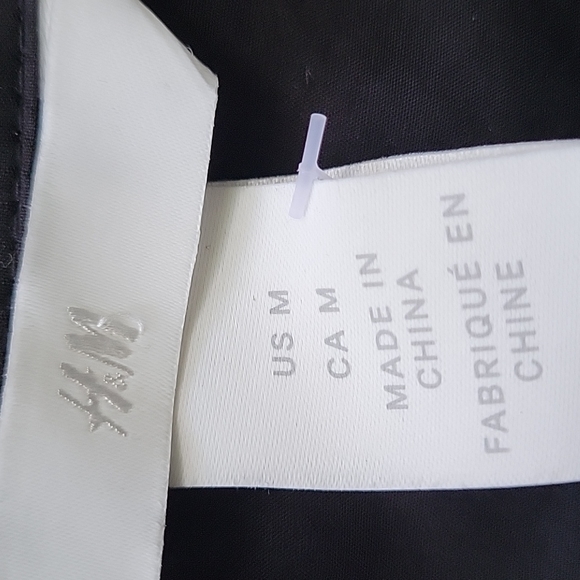 H&M
US M
CA M
MADE IN
CHINA
FABRIQUÉ EN
CHINE